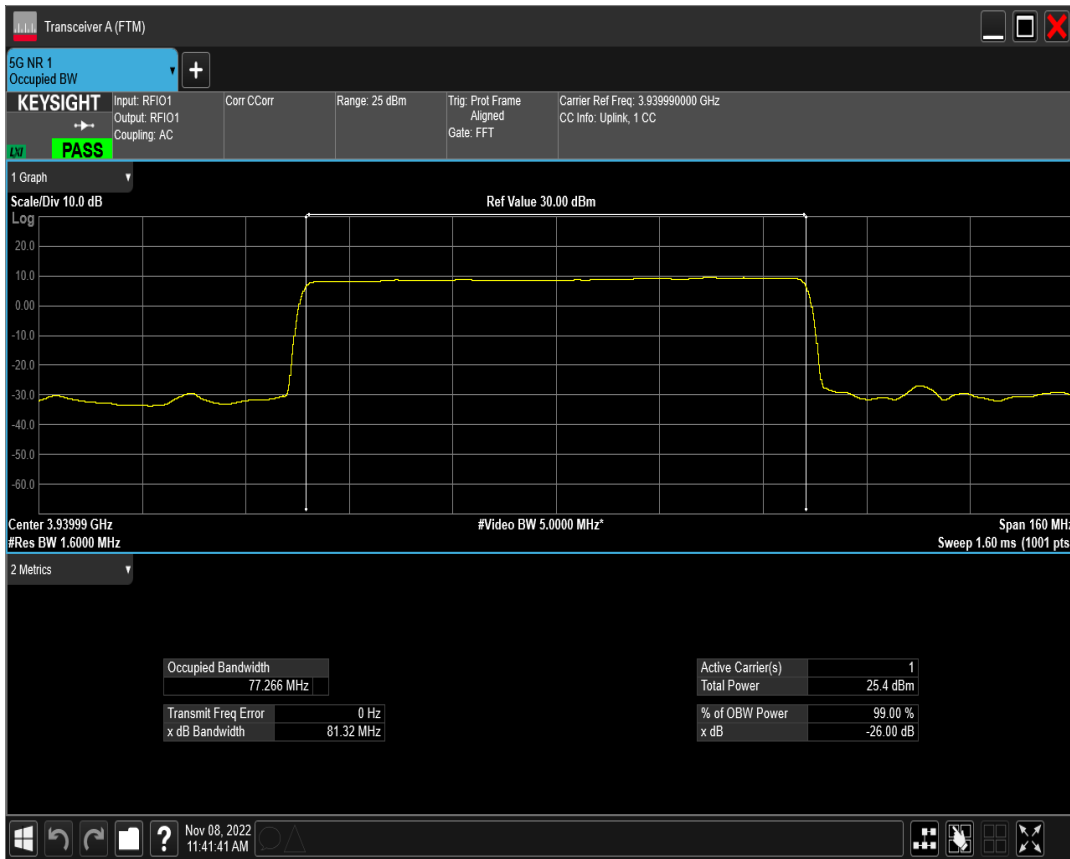 Transceiver A (FTM)
5G NR 1
Occupied BW
+
KEYSIGHT
LXI
PASS
Input: RFIO1
Output: RFIO1
Coupling: AC
Corr CCorr
Range: 25 dBm
Trig: Prot Frame
Aligned
Gate: FFT
Carrier Ref Freq: 3.939990000 GHz
CC Info: Uplink, 1 CC
1 Graph
Scale/Div 10.0 dB
Ref Value 30.00 dBm
Log
20.0
10.0
0.00
-10.0
-20.0
-30.0
-40.0
-50.0
-60.0
Center 3.93999 GHz
#Video BW 5.0000 MHz*
Span 160 MHz
#Res BW 1.6000 MHz
Sweep 1.60 ms (1001 pts
2 Metrics
Occupied Bandwidth
77.266 MHz
Transmit Freq Error 0 Hz
x dB Bandwidth 81.32 MHz
Active Carrier(s) 1
Total Power 25.4 dBm
% of OBW Power 99.00 %
x dB -26.00 dB
?
Nov 08, 2022
11:41:41 AM